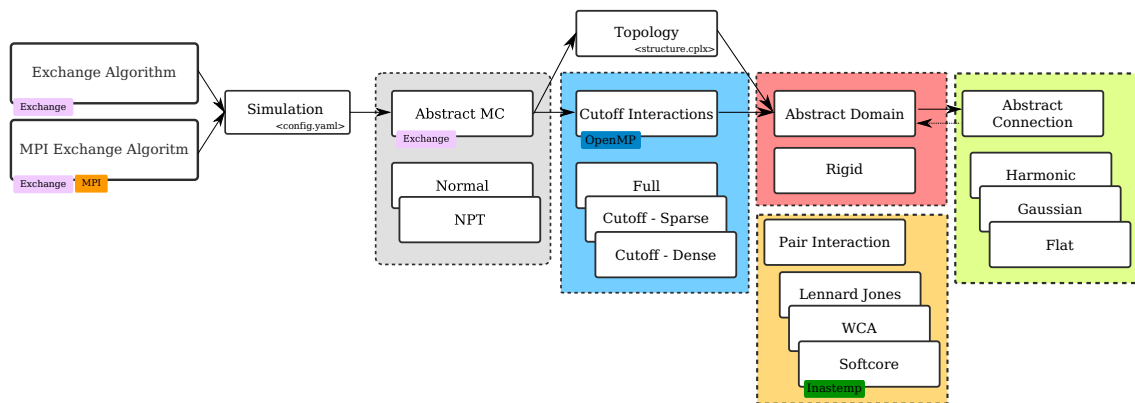 Exchange Algorithm
Exchange
MPI Exchange Algoritm
Exchange
MPI
Simulation
<config.yaml>
Abstract MC
Exchange
Normal
NPT
Topology
<structure.cplx>
Cutoff Interactions
OpenMP
Full
Cutoff - Sparse
Cutoff - Dense
Abstract Domain
Rigid
Pair Interaction
Lennard Jones
WCA
Softcore
Inastemp
Abstract
Connection
Harmonic
Gaussian
Flat